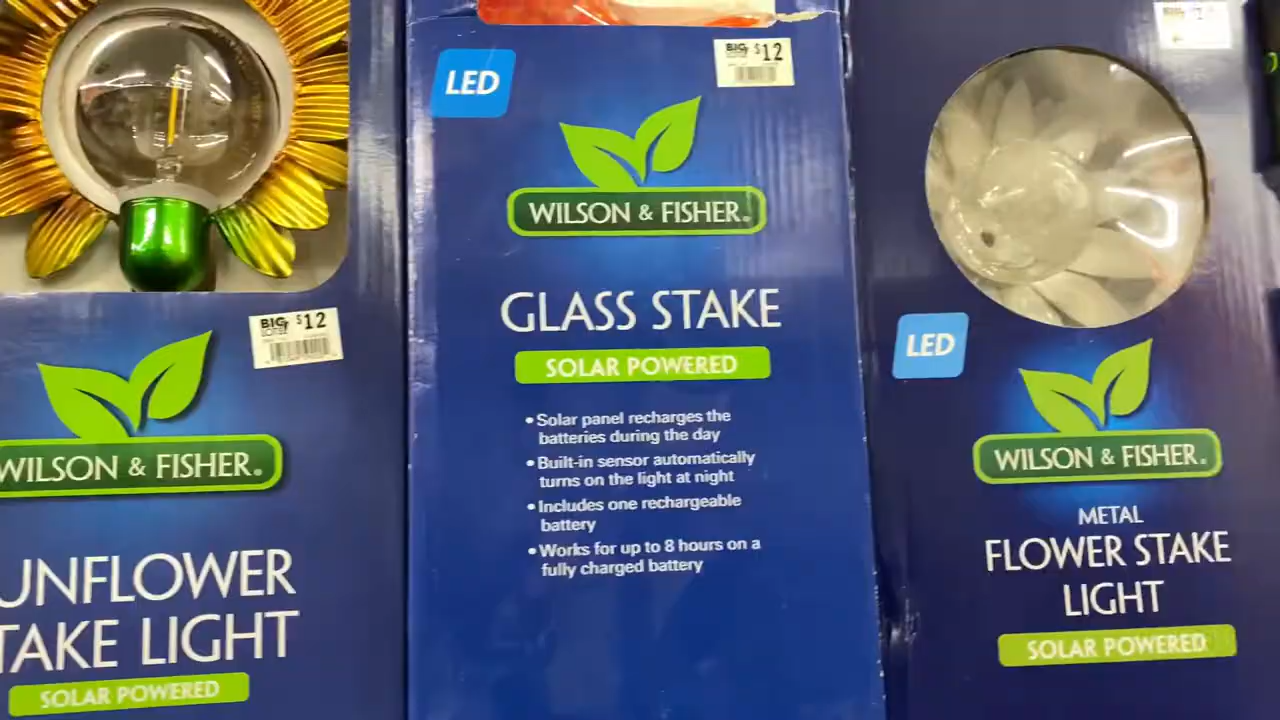 BIG LOTS! $12
WILSON & FISHER®
UNFLOWER
TAKE LIGHT
SOLAR POWERED
LED
BIG LOTS! $12
WILSON & FISHER®
GLASS STAKE
SOLAR POWERED
• Solar panel recharges the
batteries during the day
• Built-in sensor automatically
turns on the light at night
• Includes one rechargeable
battery
• Works for up to 8 hours on a
fully charged battery
LED
WILSON & FISHER®
METAL
FLOWER STAKE
LIGHT
SOLAR POWERED